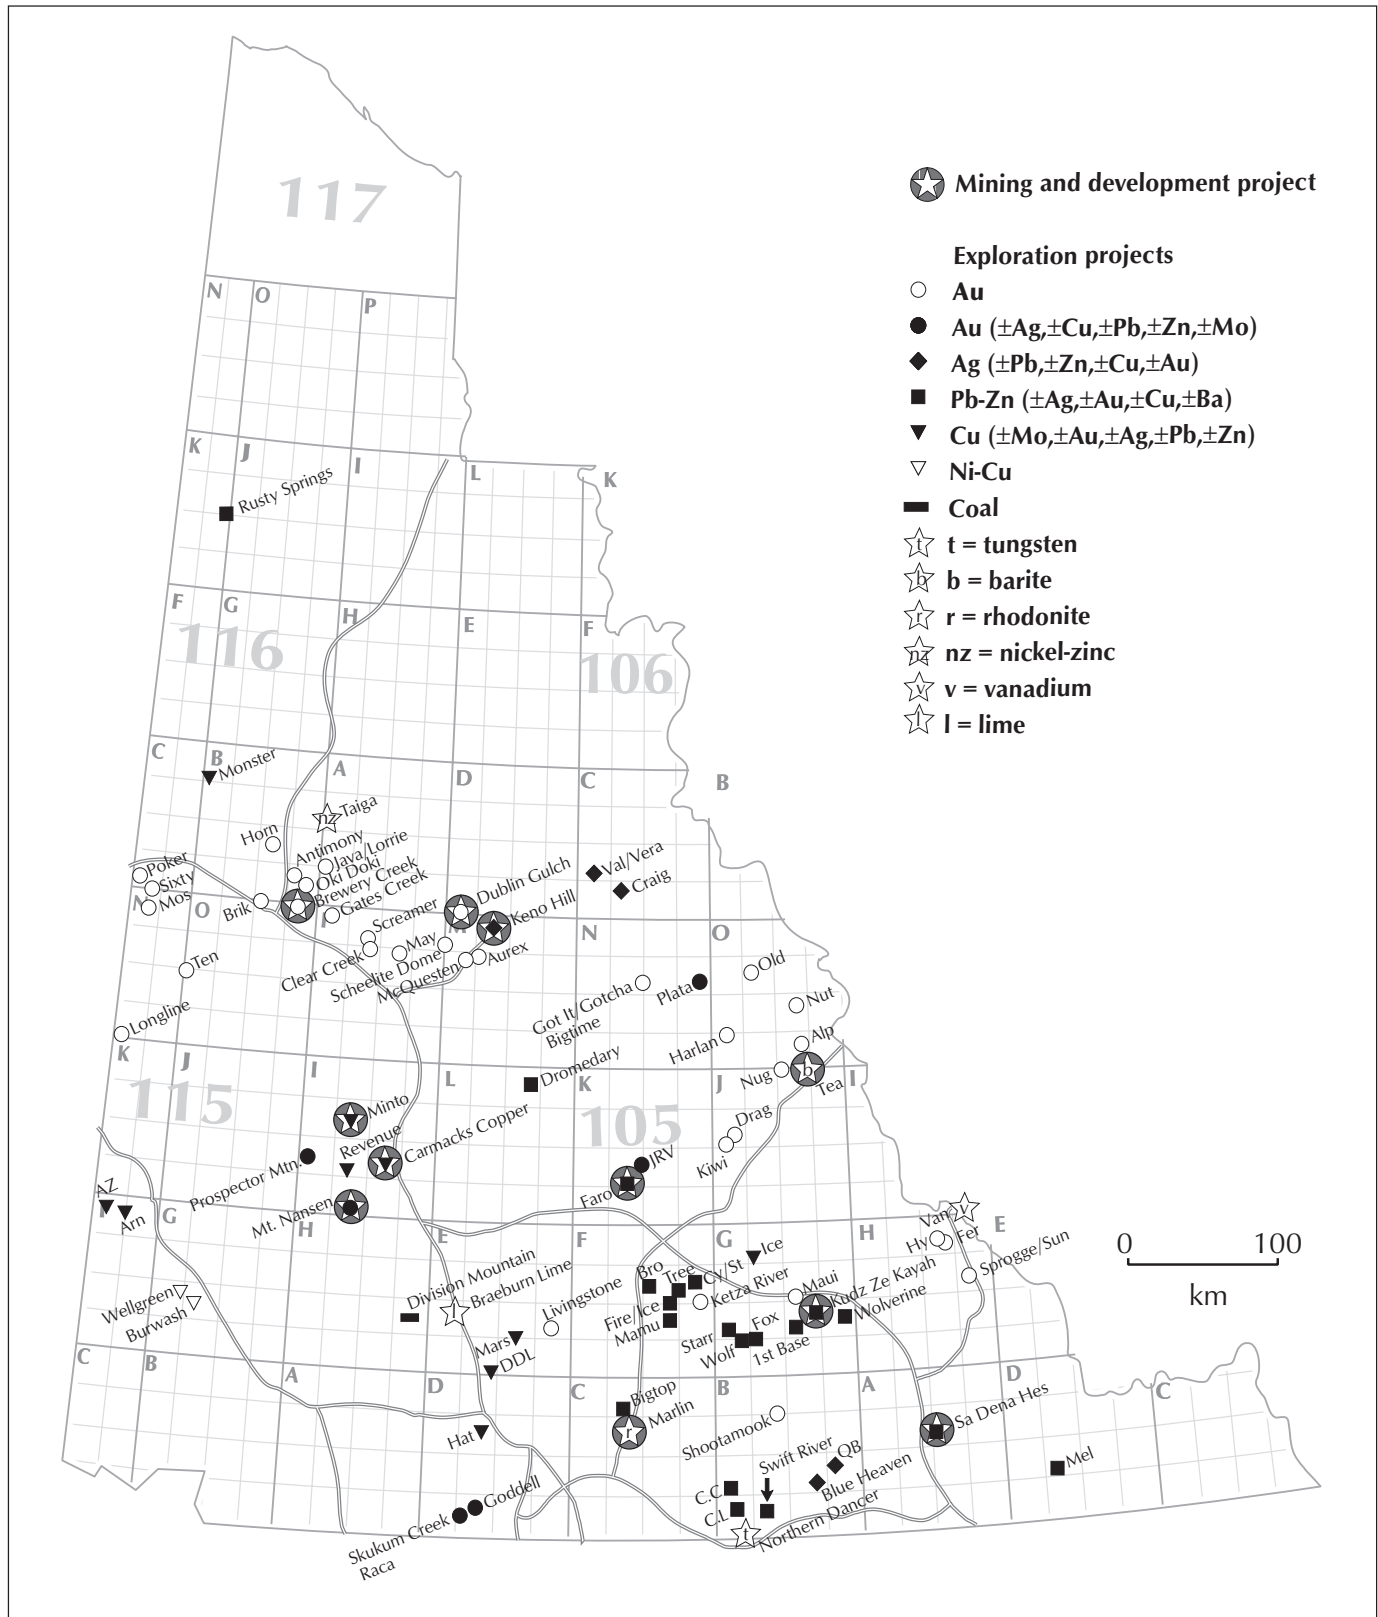 117
Mining and development project
Exploration projects
Au
Au (±Ag,±Cu,±Pb,±Zn,±Mo)
Ag (±Pb,±Zn,±Cu,±Au)
Pb-Zn (±Ag,±Au,±Cu,±Ba)
Cu (±Mo,±Au,±Ag,±Pb,±Zn)
Ni-Cu
Coal
t t = tungsten
b b = barite
r r = rhodonite
nz nz = nickel-zinc
v v = vanadium
l l = lime
N O P
K J I L K
Rusty Springs
F G H E F
116
106
C B A D C B
Monster
nz Taiga
Horn
Antimony
Java/Lorrie
Oki Doki
Brewery Creek
Gates Creek
Poker
Sixty
Mos
Brik
Screamer
Dublin Gulch
Keno Hill
Val/Vera
Craig
N O P M N O
Ten
Clear Creek
May
Scheelite Dome
McQuesten
Aurex
Got It/Gotcha
Bigtime
Plata
Old
Nut
Longline
Harlan
Alp
K J I L K J I
115
105
Dromedary
Nug
b
Tea
Minto
Revenue
Carmacks Copper
Drag
Kiwi
Prospector Mtn.
JRV
Faro
Mt. Nansen
AZ
Arn
Van
v
Hy
Fer
F G H E F G H E
Sprogge/Sun
Division Mountain
l
Braeburn Lime
Livingstone
Bro
Tree
Cy/St
Ice
Ketza River
Maui
Kudz Ze Kayah
Wolverine
Wellgreen
Burwash
Fire/Ice
Mamu
Starr
Wolf
Fox
1st Base
Mars
DDL
0 100
km
C B A D C B A D C
Bigtop
r Marlin
Shootamook
Sa Dena Hes
Hat
Swift River
QB
Blue Heaven
Mel
Goddell
Skukum Creek
Raca
C.C
C.L
t
Northern Dancer